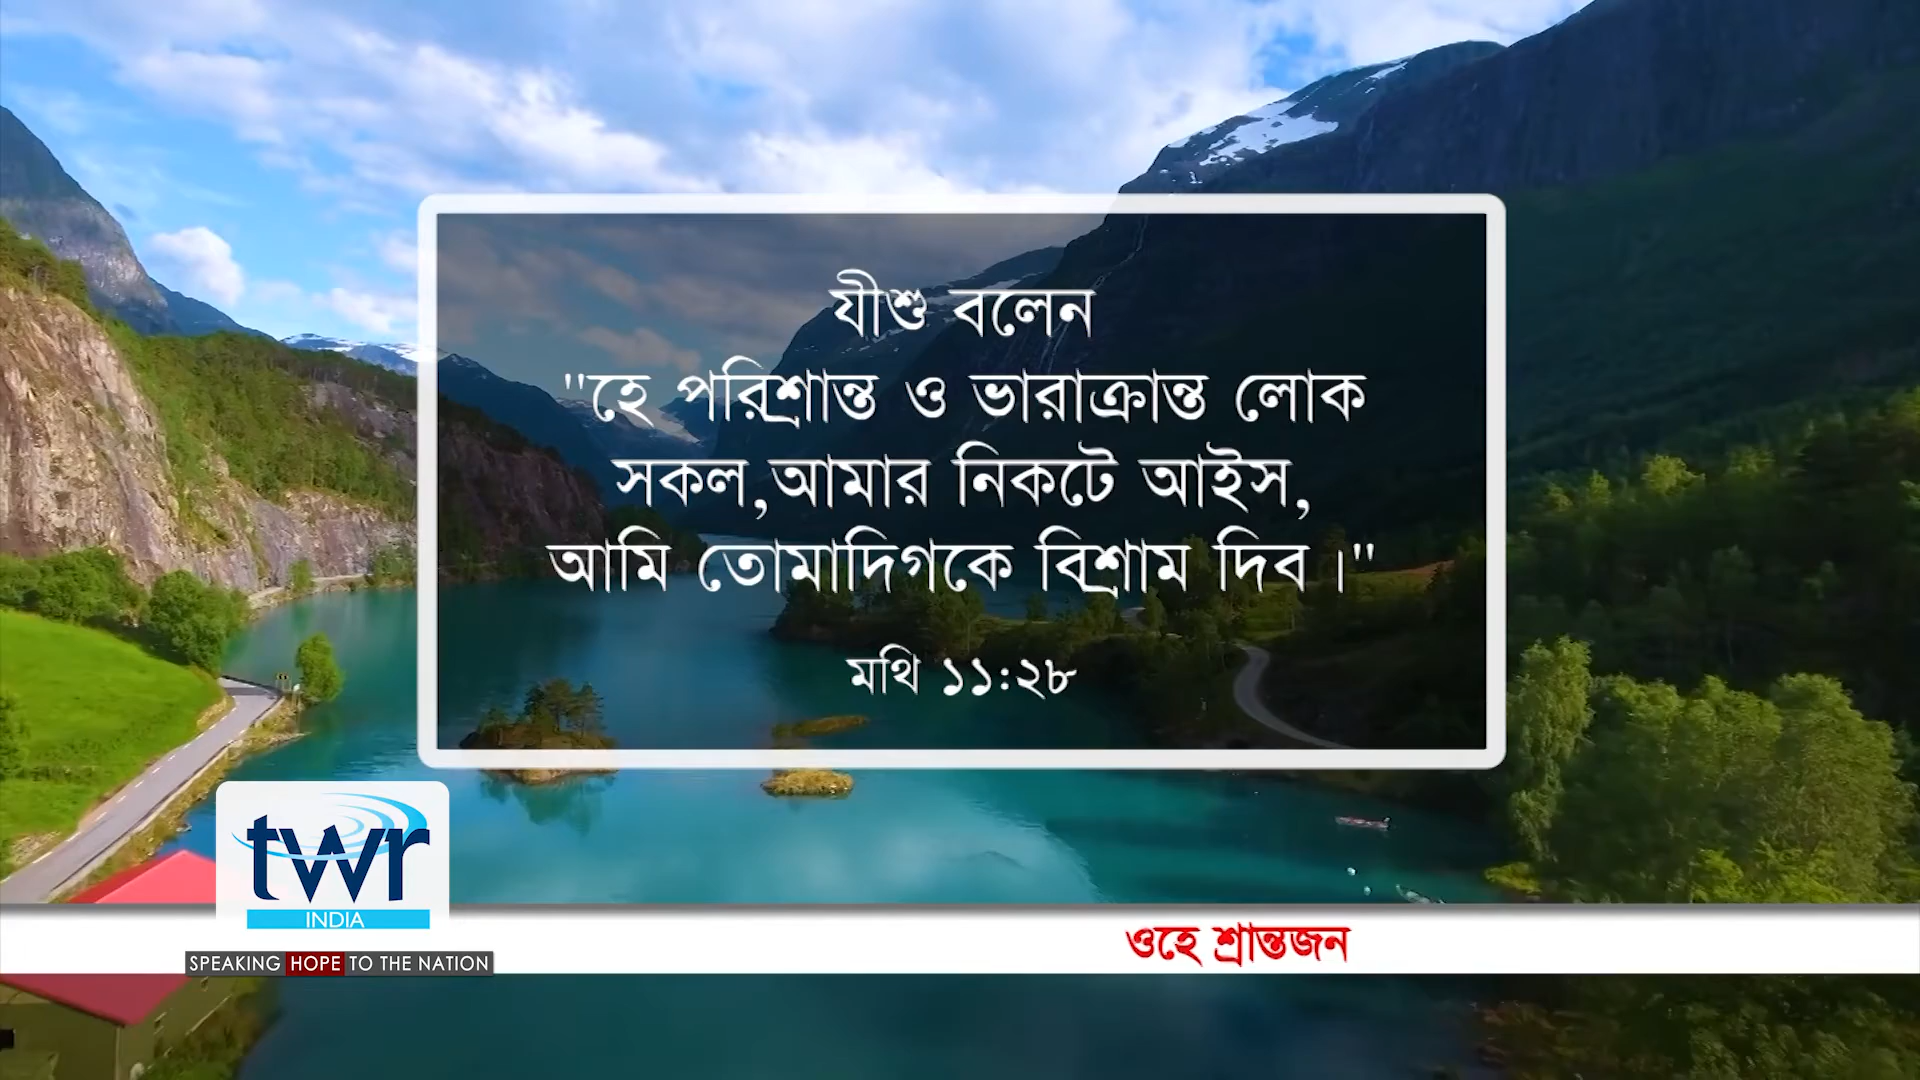 যীশু বলেন
"হে পরিশ্রান্ত ও ভারাক্রান্ত লোক
সকল,আমার নিকটে আইস,
আমি তোমাদিগকে বিশ্রাম দিব।"
মথি ১১:২৮
twr
INDIA
SPEAKING HOPE TO THE NATION
ওহে শ্রান্তজন